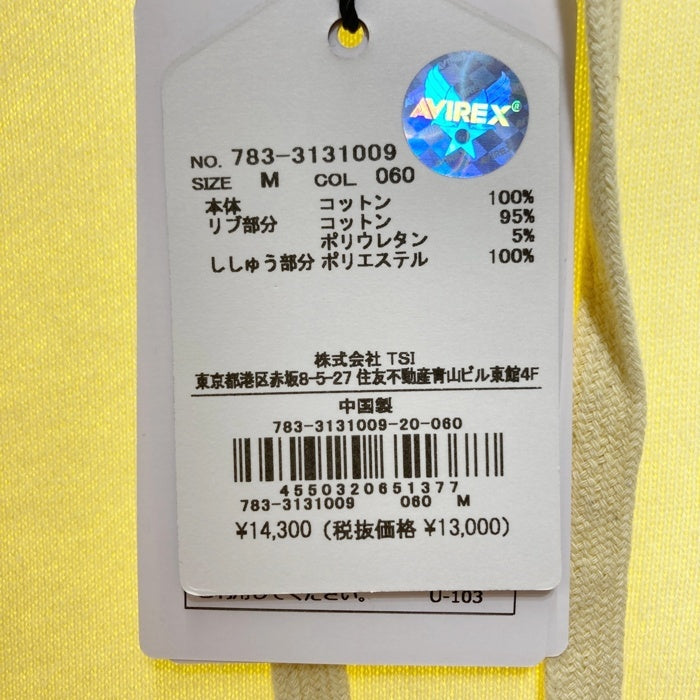 AVIREX®
NO. 783-3131009
SIZE M COL 060
本体 コットン 100%
リブ部分 コットン 95%
ポリウレタン 5%
ししゅう部分 ポリエステル 100%
株式会社 TSI
東京都港区赤坂8-5-27 住友不動産青山ビル東館4F
中国製
783-3131009-20-060
4550320651377
783-3131009 060 M
¥14,300 (税抜価格 ¥13,000)
ください。 U-103